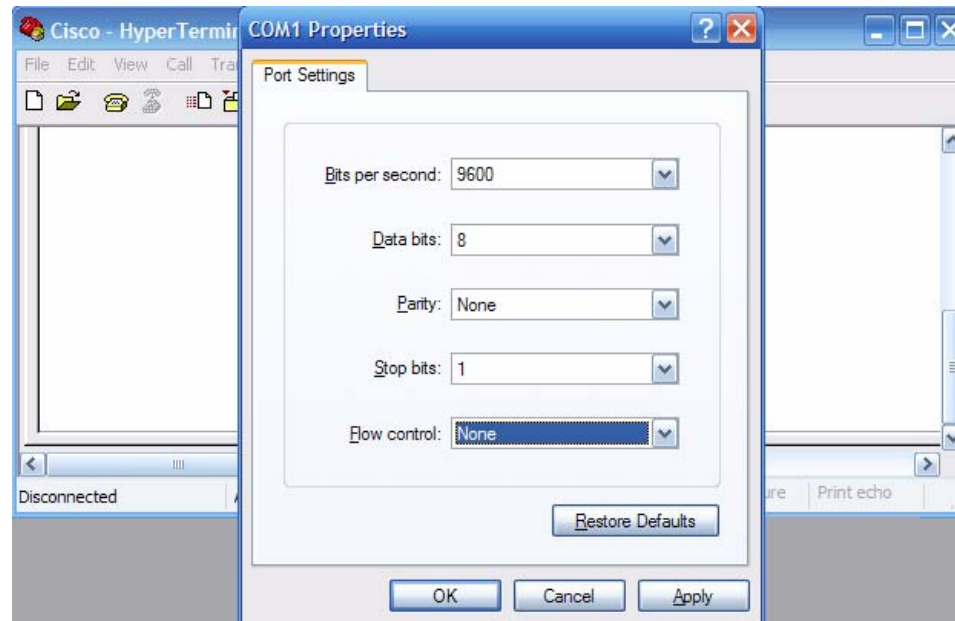 Cisco - HyperTermin
COM1 Properties
File Edit View Call Tra
Port Settings
Bits per second: 9600
Data bits: 8
Parity: None
Stop bits: 1
Flow control: None
Disconnected
ure Print echo
Restore Defaults
OK Cancel Apply